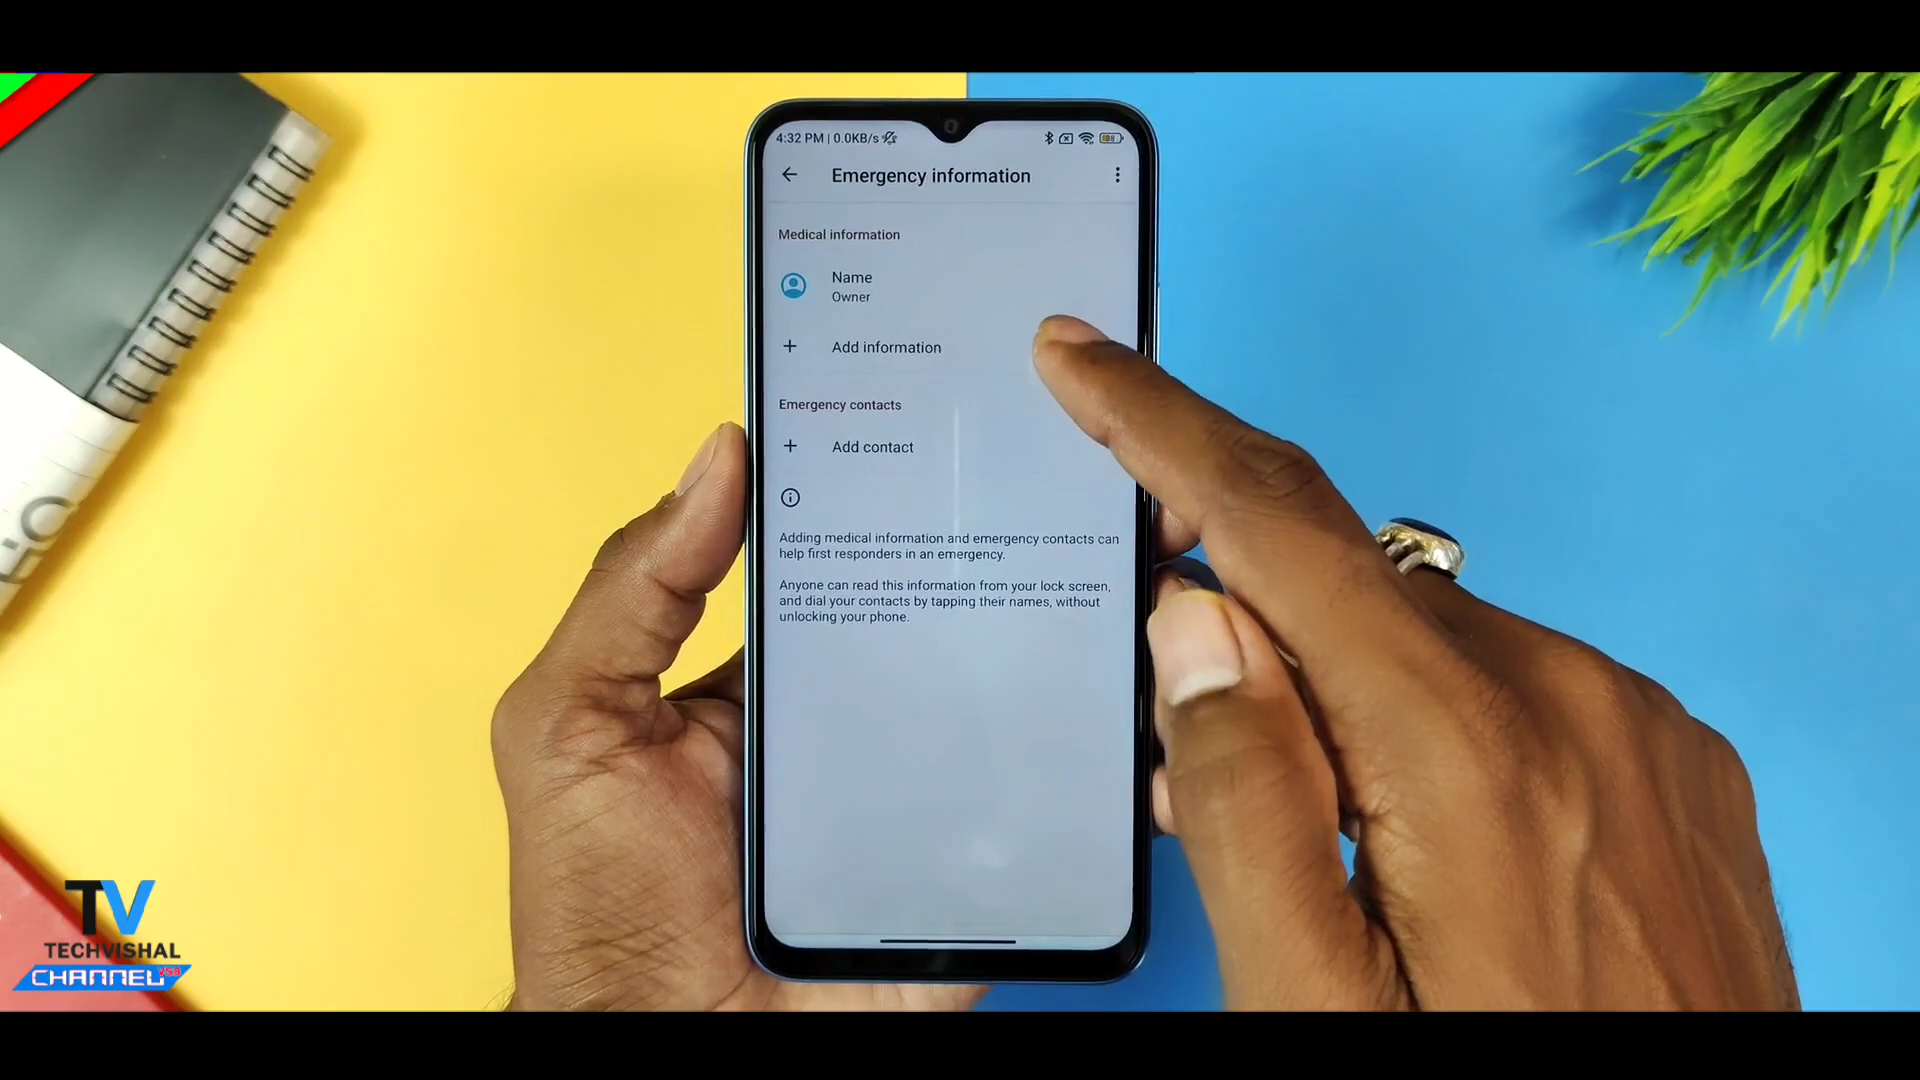 4:32 PM | 0.0KB/s
Emergency information
Medical information
Name
Owner
Add information
Emergency contacts
Add contact
Adding medical information and emergency contacts can
help first responders in an emergency.
Anyone can read this information from your lock screen,
and dial your contacts by tapping their names, without
unlocking your phone.
TV
TECHVISHAL
CHANNEL VSB